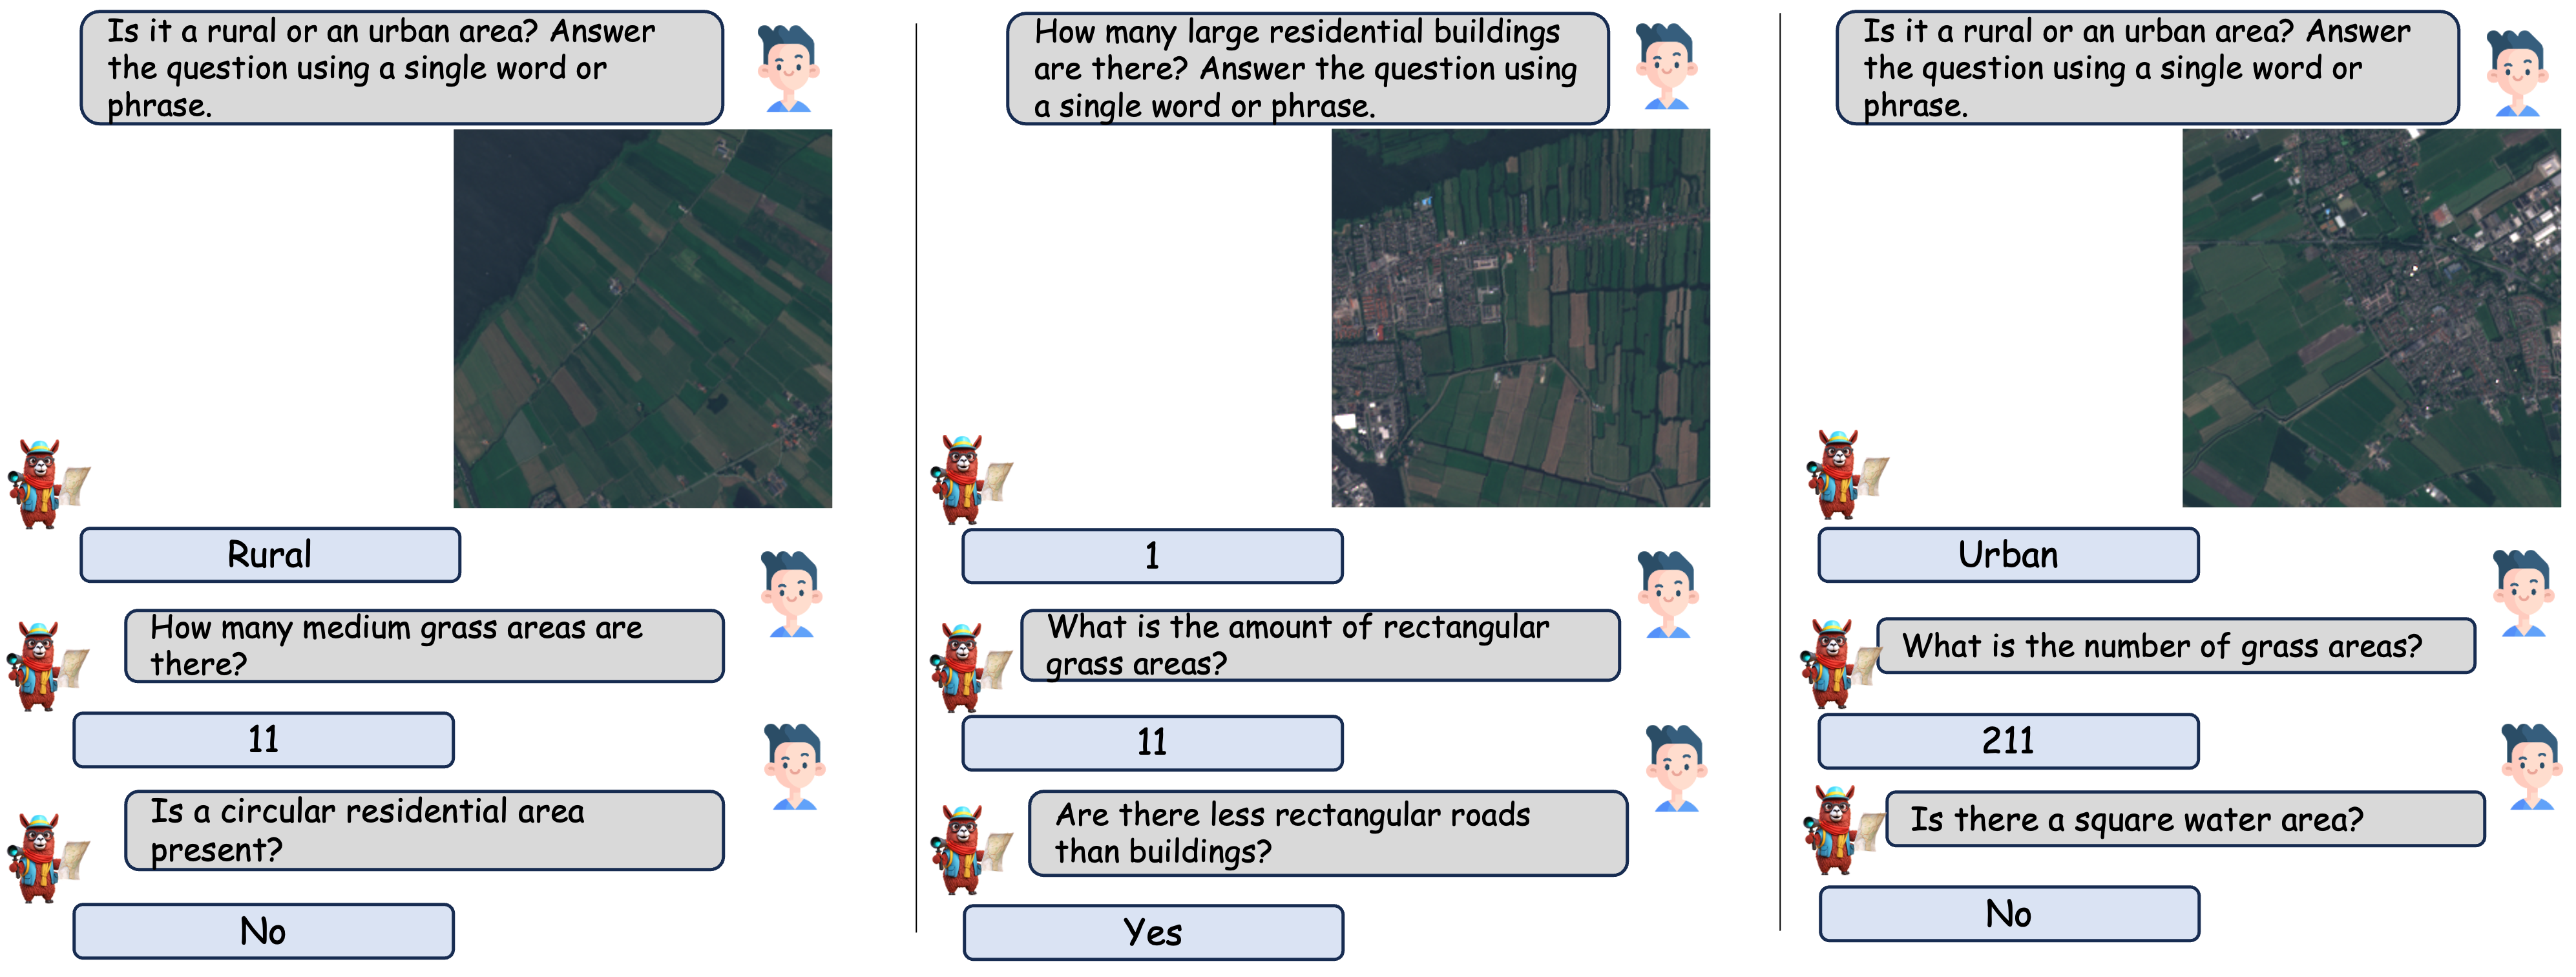 Is it a rural or an urban area? Answer
the question using a single word or
phrase.
Rural
How many medium grass areas are
there?
11
Is a circular residential area
present?
No
How many large residential buildings
are there? Answer the question using
a single word or phrase.
1
What is the amount of rectangular
grass areas?
11
Are there less rectangular roads
than buildings?
Yes
Is it a rural or an urban area? Answer
the question using a single word or
phrase.
Urban
What is the number of grass areas?
211
Is there a square water area?
No